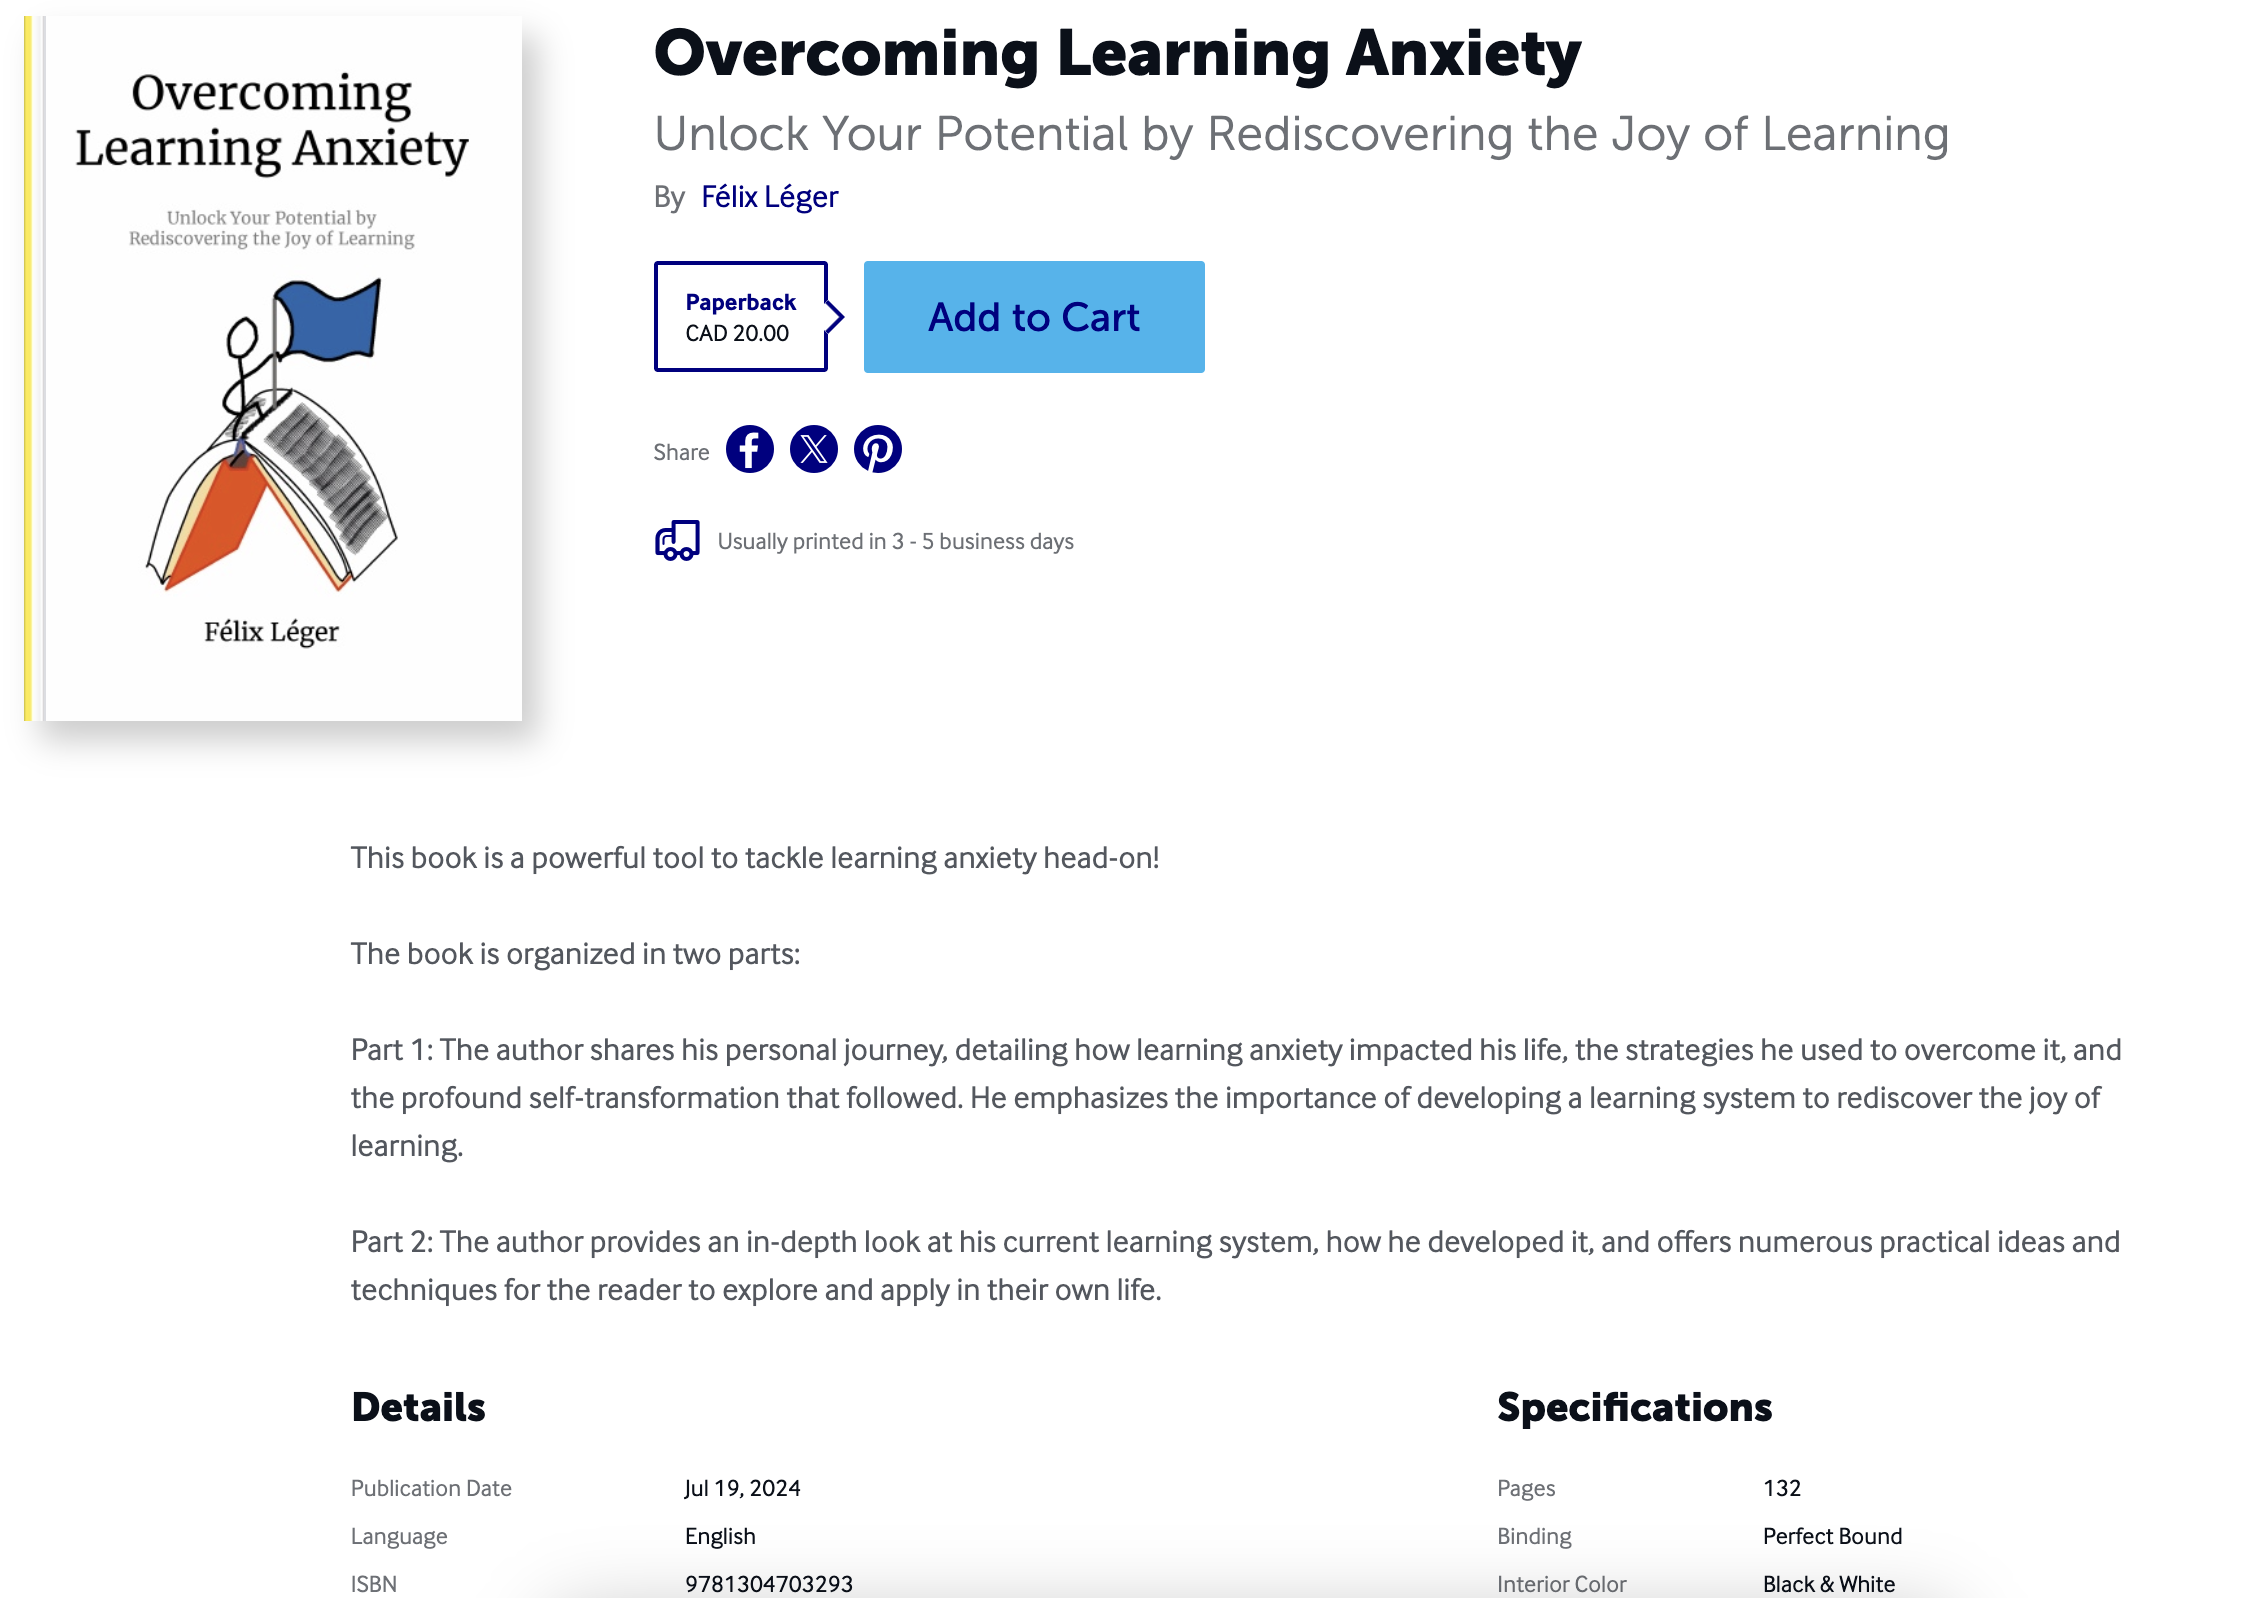 Overcoming
Learning Anxiety
Unlock Your Potential by
Rediscovering the Joy of Learning
Félix Léger
Overcoming Learning Anxiety
Unlock Your Potential by Rediscovering the Joy of Learning
By Félix Léger
Paperback
CAD 20.00
Add to Cart
Share
Usually printed in 3 - 5 business days
This book is a powerful tool to tackle learning anxiety head-on!
The book is organized in two parts:
Part 1: The author shares his personal journey, detailing how learning anxiety impacted his life, the strategies he used to overcome it, and
the profound self-transformation that followed. He emphasizes the importance of developing a learning system to rediscover the joy of
learning.
Part 2: The author provides an in-depth look at his current learning system, how he developed it, and offers numerous practical ideas and
techniques for the reader to explore and apply in their own life.
Details
Publication Date Jul 19, 2024
Language English
ISBN 9781304703293
Specifications
Pages 132
Binding Perfect Bound
Interior Color Black & White